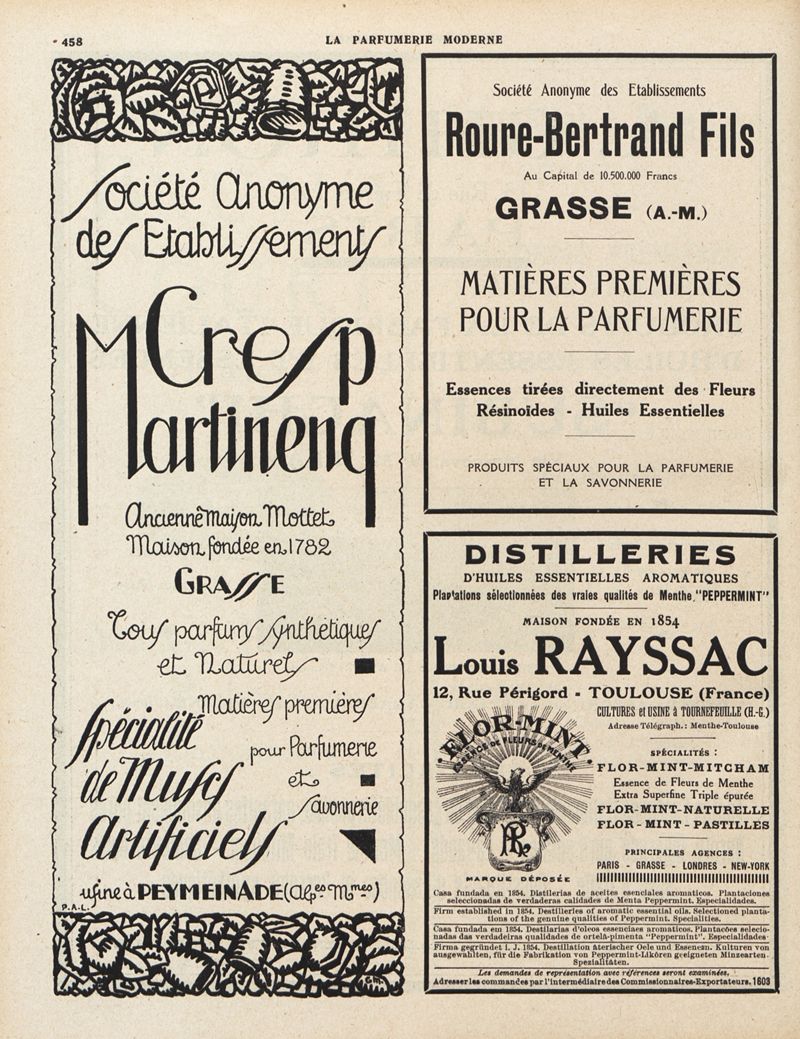 458
LA PARFUMERIE MODERNE
Société Anonyme
des Etablissements
Cresp
Martinenq
Ancienne Maison Mottet
Maison fondée en 1782
GRASSE
Tous parfums synthétiques
et Naturels
Matières premières
pour Parfumerie
et
Savonnerie
Spécialité
de Muscs
Artificiels
usine à PEYMEINADE (Alpes Mmes)
P.A.L.
G.M.
Société Anonyme des Etablissements
Roure-Bertrand Fils
Au Capital de 10.500.000 Francs
GRASSE (A.-M.)
MATIÈRES PREMIÈRES
POUR LA PARFUMERIE
Essences tirées directement des Fleurs
Résinoïdes - Huiles Essentielles
PRODUITS SPÉCIAUX POUR LA PARFUMERIE
ET LA SAVONNERIE
DISTILLERIES
D'HUILES ESSENTIELLES AROMATIQUES
Plantations sélectionnées des vraies qualités de Menthe "PEPPERMINT"
MAISON FONDÉE EN 1854
Louis RAYSSAC
12, Rue Périgord - TOULOUSE (France)
FLOR-MINT
ESSENCE DE FLEURS DE MENTHE
MARQUE DÉPOSÉE
CULTURES et USINE à TOURNEFEUILLE (H.-G.)
Adresse Télégraph.: Menthe-Toulouse
SPÉCIALITÉS :
FLOR-MINT-MITCHAM
Essence de Fleurs de Menthe
Extra Superfine Triple épurée
FLOR-MINT-NATURELLE
FLOR - MINT - PASTILLES
PRINCIPALES AGENCES :
PARIS - GRASSE - LONDRES - NEW-YORK
Casa fundada en 1854. Distilerias de aceites esenciales aromaticos. Plantaciones
seleccionadas de verdaderas calidades de Menta Peppermint. Especialidades.
Firm established in 1854. Destilleries of aromatic essential oils. Selectioned planta-
tions of the genuine qualities of Peppermint. Specialities.
Casa fundada em 1854. Destilarias d'oleos essenciaes aromaticos. Plantações selecio-
nadas das verdadeiras qualidades de ortelã-pimenta "Peppermint". Especialidades.
Firma gegründet i. J. 1854. Destillation äterischer Oele und Essenzn. Kulturen von
ausgewahlten, für die Fabrikation von Peppermint-Likören geeigneten Minzearten.
Spezialitäten.
Les demandes de représentation avec références seront examinées.
Adresser les commandes par l'intermédiaire des Commissionnaires-Exportateurs. 1603